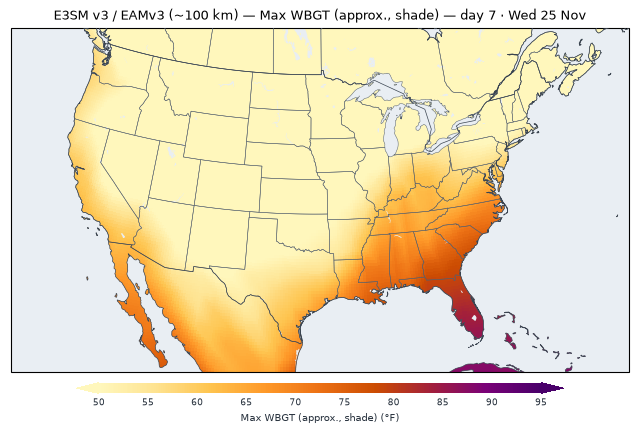 E3SM v3 / EAMv3 (~100 km) — Max WBGT (approx., shade) — day 7 · Wed 25 Nov
50 55 60 65 70 75 80 85 90 95
Max WBGT (approx., shade) (°F)